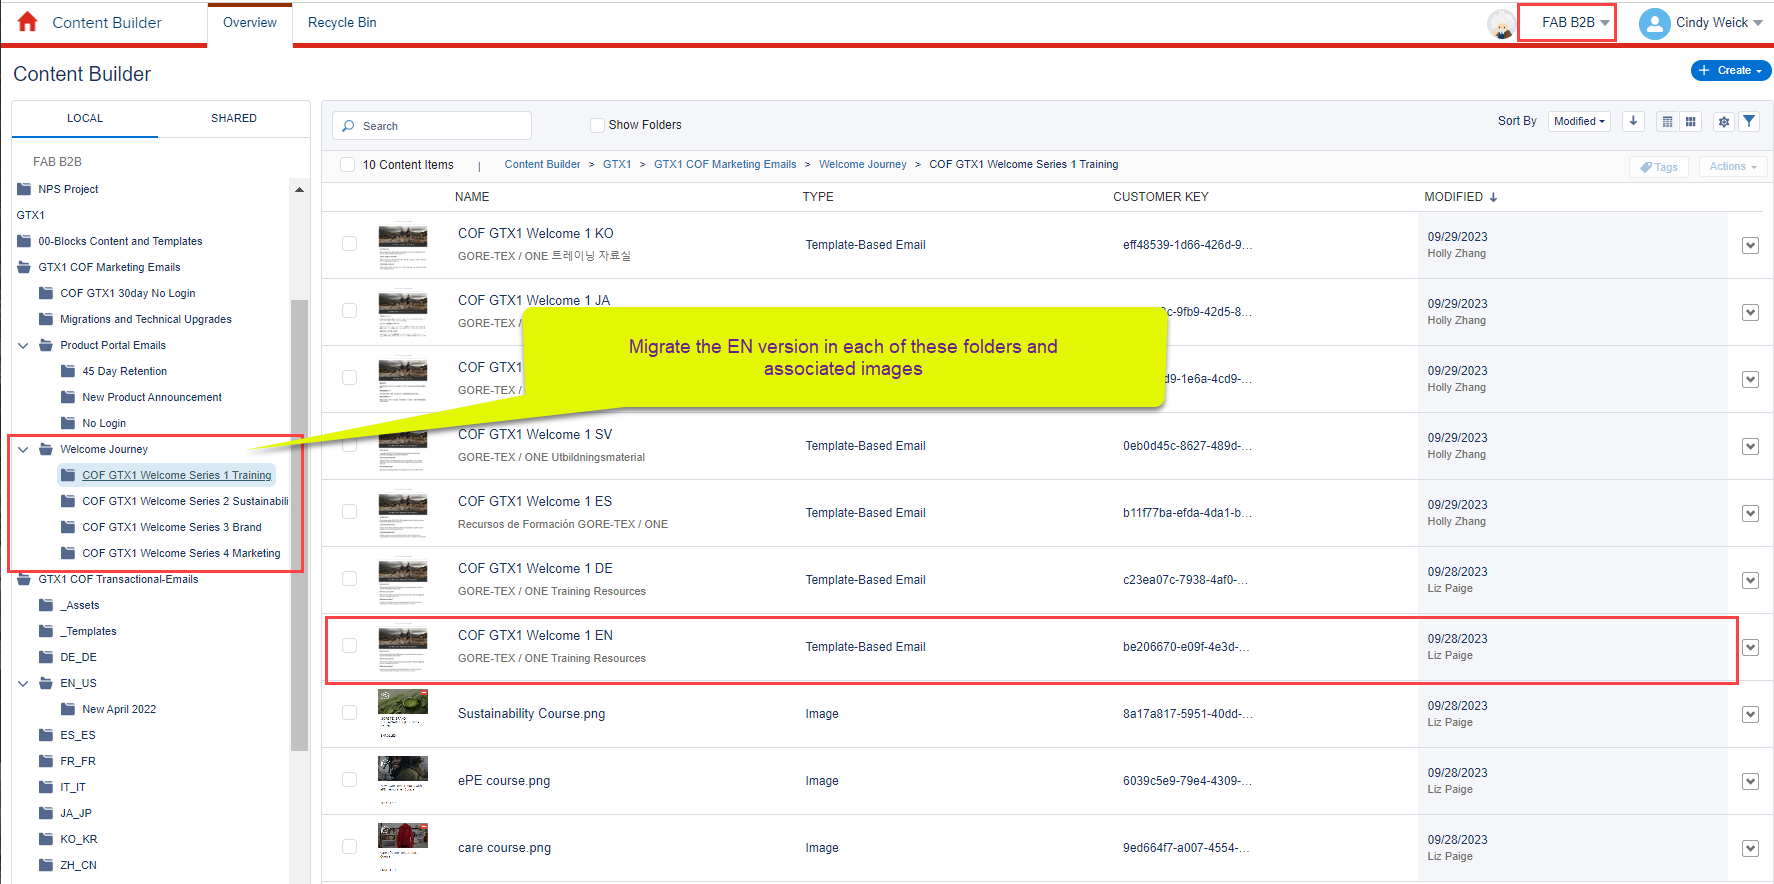 Content Builder
Overview
Recycle Bin
FAB B2B
Cindy Weick
Content Builder
Create
LOCAL
SHARED
FAB B2B
NPS Project
GTX1
00-Blocks Content and Templates
GTX1 COF Marketing Emails
COF GTX1 30day No Login
Migrations and Technical Upgrades
Product Portal Emails
45 Day Retention
New Product Announcement
No Login
Welcome Journey
COF GTX1 Welcome Series 1 Training
COF GTX1 Welcome Series 2 Sustainabili
COF GTX1 Welcome Series 3 Brand
COF GTX1 Welcome Series 4 Marketing
GTX1 COF Transactional-Emails
_Assets
_Templates
DE_DE
EN_US
New April 2022
ES_ES
FR_FR
IT_IT
JA_JP
KO_KR
ZH_CN
Search
Show Folders
Sort By
Modified
10 Content Items | Content Builder > GTX1 > GTX1 COF Marketing Emails > Welcome Journey > COF GTX1 Welcome Series 1 Training
Tags
Actions
NAME TYPE CUSTOMER KEY MODIFIED
COF GTX1 Welcome 1 KO
GORE-TEX / ONE 트레이닝 자료실
Template-Based Email
eff48539-1d66-426d-9...
09/29/2023
Holly Zhang
COF GTX1 Welcome 1 JA
GORE-TEX /
c-9fb9-42d5-8...
09/29/2023
Holly Zhang
Migrate the EN version in each of these folders and
associated images
COF GTX1
GORE-TEX /
d9-1e6a-4cd9-...
09/29/2023
Holly Zhang
COF GTX1 Welcome 1 SV
GORE-TEX / ONE Utbildningsmaterial
Template-Based Email
0eb0d45c-8627-489d-...
09/29/2023
Holly Zhang
COF GTX1 Welcome 1 ES
Recursos de Formación GORE-TEX / ONE
Template-Based Email
b11f77ba-efda-4da1-b...
09/29/2023
Holly Zhang
COF GTX1 Welcome 1 DE
GORE-TEX / ONE Training Resources
Template-Based Email
c23ea07c-7938-4af0-...
09/28/2023
Liz Paige
COF GTX1 Welcome 1 EN
GORE-TEX / ONE Training Resources
Template-Based Email
be206670-e09f-4e3d-...
09/28/2023
Liz Paige
Sustainability Course.png
Image
8a17a817-5951-40dd-...
09/28/2023
Liz Paige
ePE course.png
Image
6039c5e9-79e4-4309-...
09/28/2023
Liz Paige
care course.png
Image
9ed664f7-a007-4554-...
09/28/2023
Liz Paige